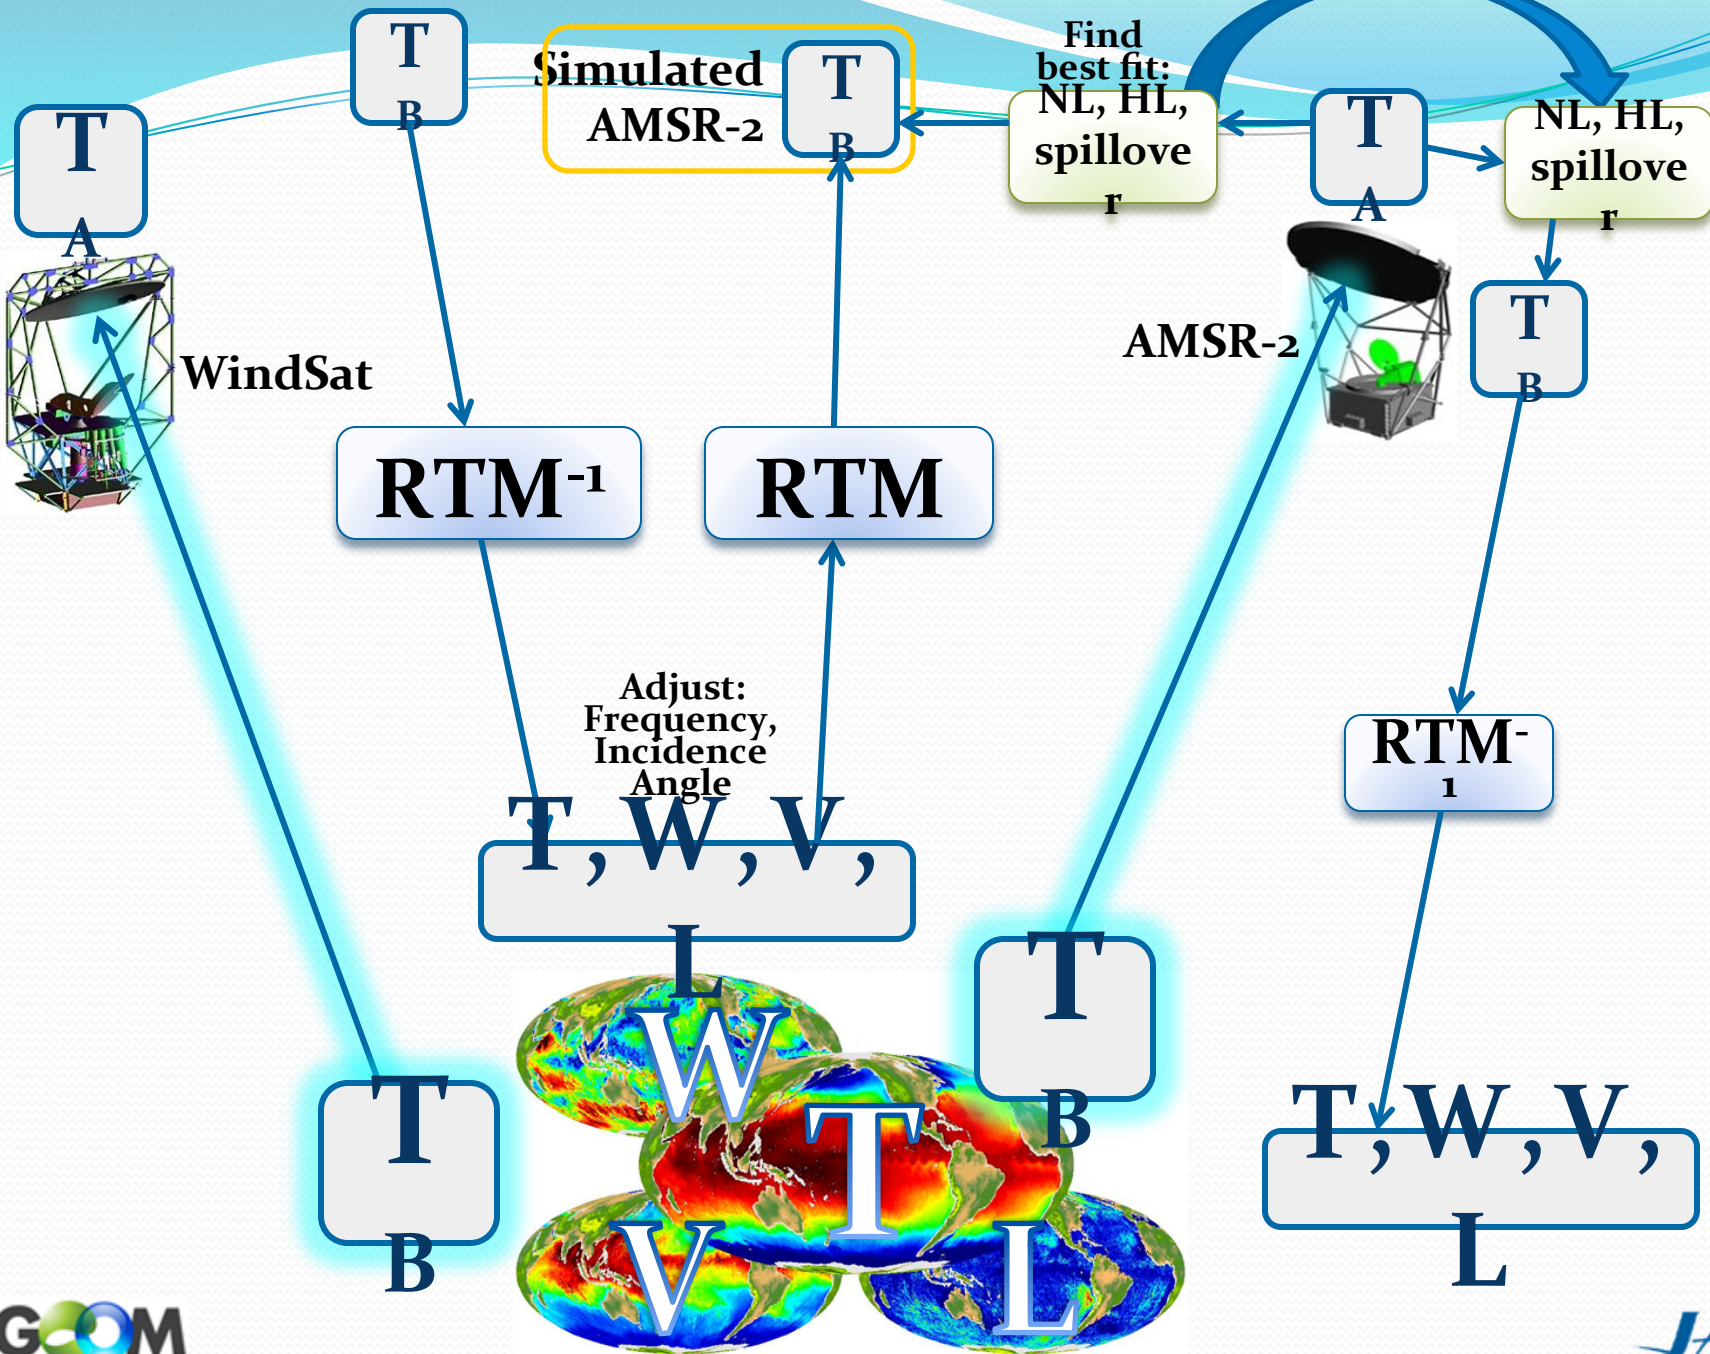 T
B
Simulated
AMSR-2
T
B
Find
best fit:
NL, HL,
spillove
r
T
A
NL, HL,
spillove
r
T
A
WindSat
AMSR-2
T
B
RTM-1
RTM
Adjust:
Frequency,
Incidence
Angle
RTM-
1
T, W, V,
L
T
B
W
T
V
L
T
B
T, W, V,
L
GCOM